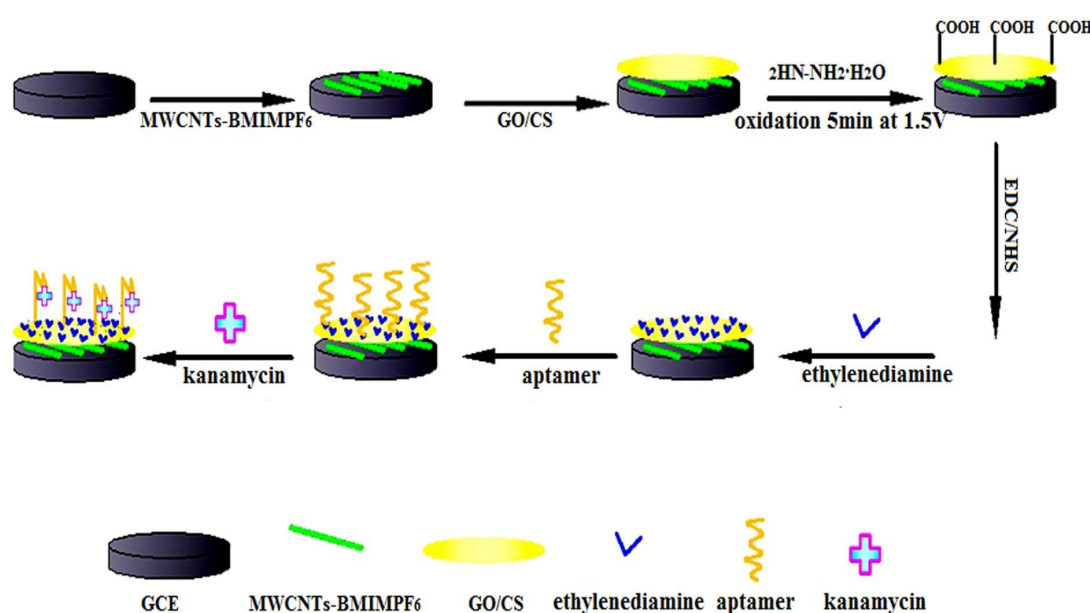 COOH COOH COOH
2HN-NH2·H2O
MWCNTs-BMIMPF6
GO/CS
oxidation 5min at 1.5V
EDC/NHS
kanamycin
aptamer
ethylenediamine
GCE
MWCNTs-BMIMPF6
GO/CS
ethylenediamine
aptamer
kanamycin